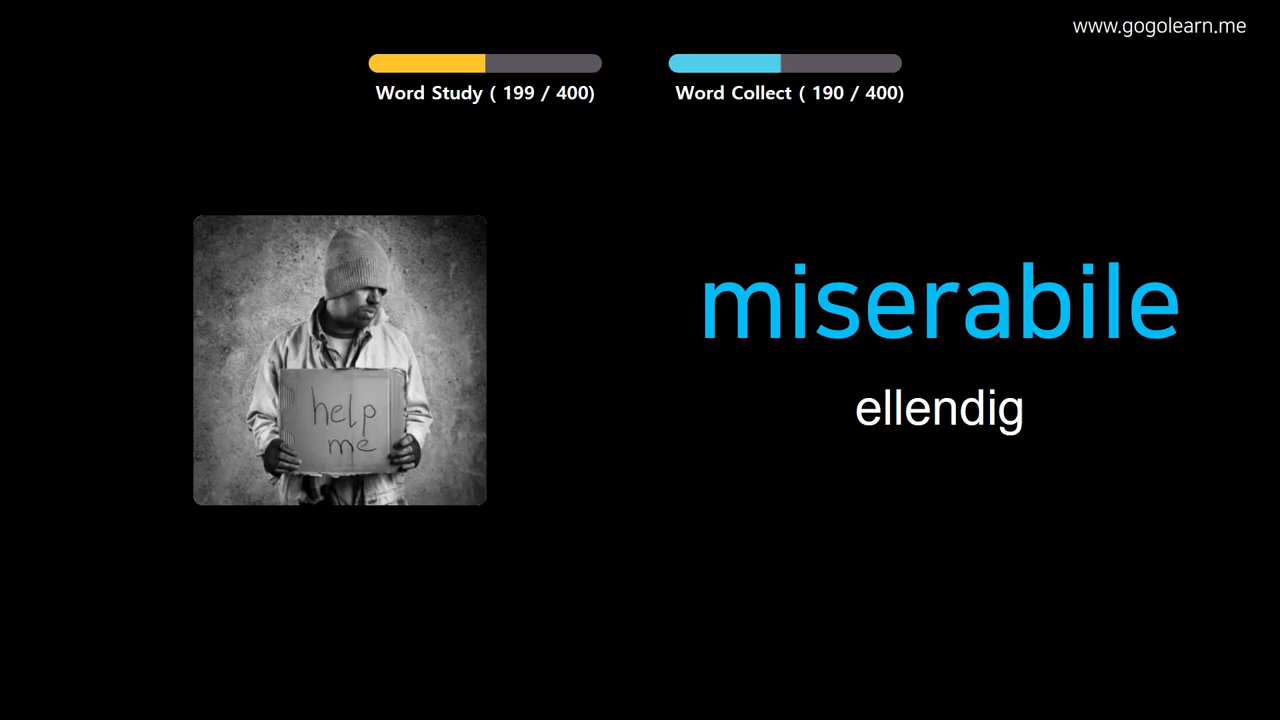 www.gogolearn.me
Word Study ( 199 / 400)
Word Collect ( 190 / 400)
miserabile
ellendig
help
me